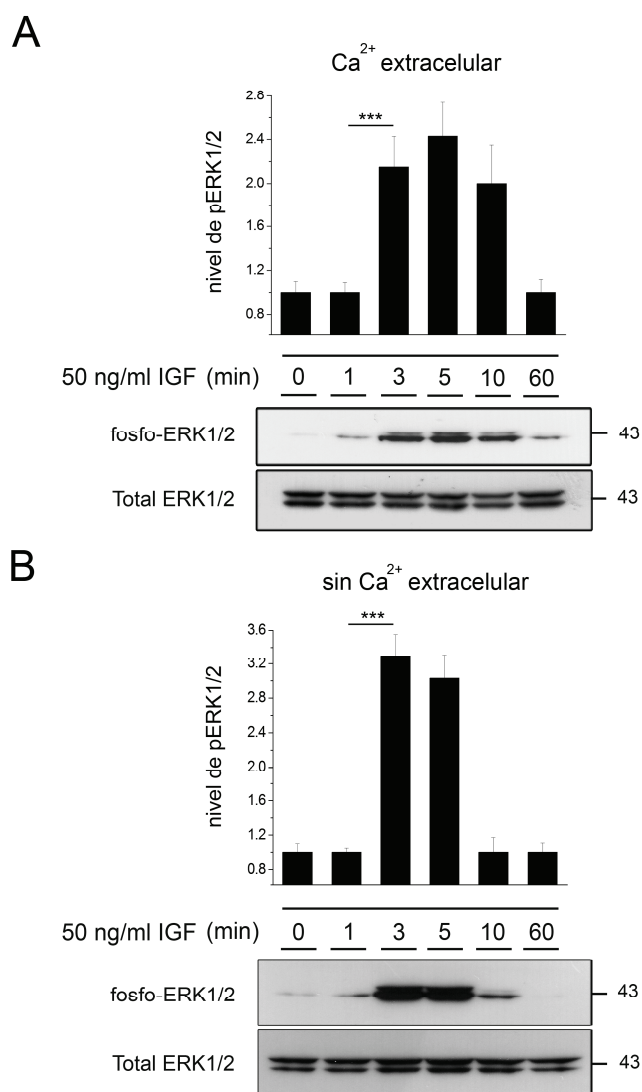 A
Ca2+ extracelular
2.8
2.4
2.0
1.6
1.2
0.8
nivel de pERK1/2
***
50 ng/ml IGF (min) 0 1 3 5 10 60
fosfo-ERK1/2 43
Total ERK1/2 43
B
sin Ca2+ extracelular
3.6
3.2
2.8
2.4
2.0
1.6
1.2
0.8
nivel de pERK1/2
***
50 ng/ml IGF (min) 0 1 3 5 10 60
fosfo-ERK1/2 43
Total ERK1/2 43